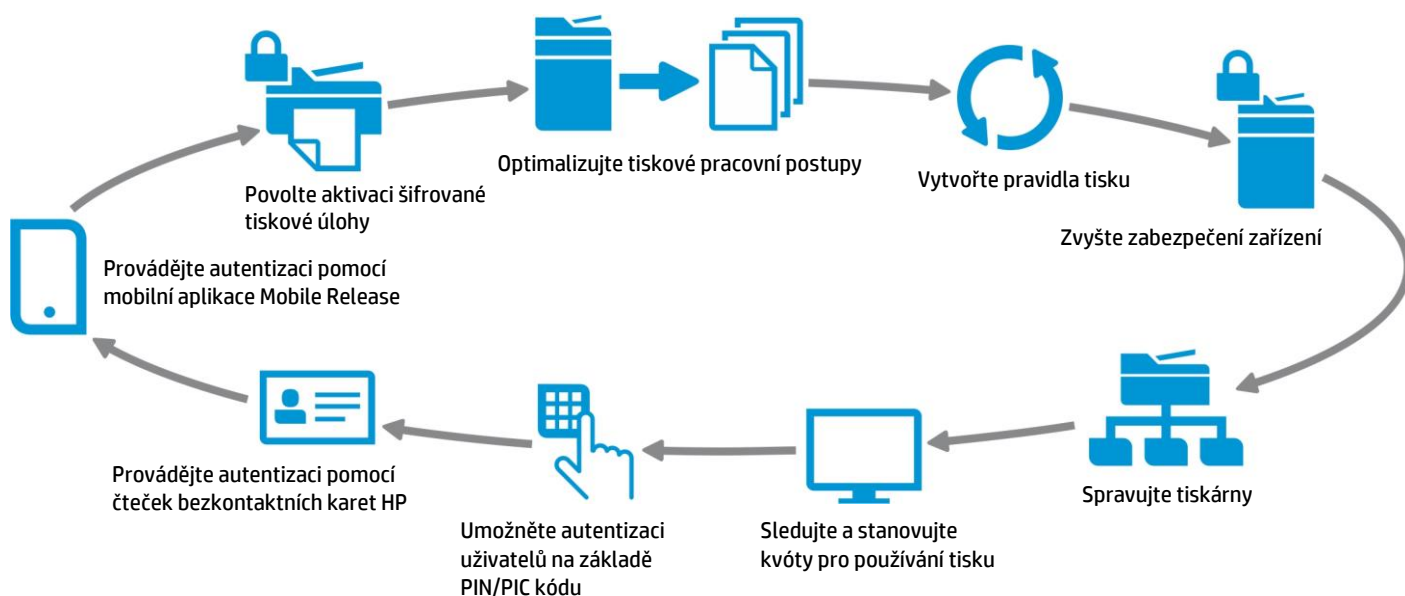 Povolte aktivaci šifrované
tiskové úlohy
Optimalizujte tiskové pracovní postupy
Vytvořte pravidla tisku
Zvyšte zabezpečení zařízení
Provádějte autentizaci pomocí
mobilní aplikace Mobile Release
Provádějte autentizaci pomocí
čteček bezkontaktních karet HP
Umožněte autentizaci
uživatelů na základě
PIN/PIC kódu
Sledujte a stanovujte
kvóty pro používání tisku
Spravujte tiskárny